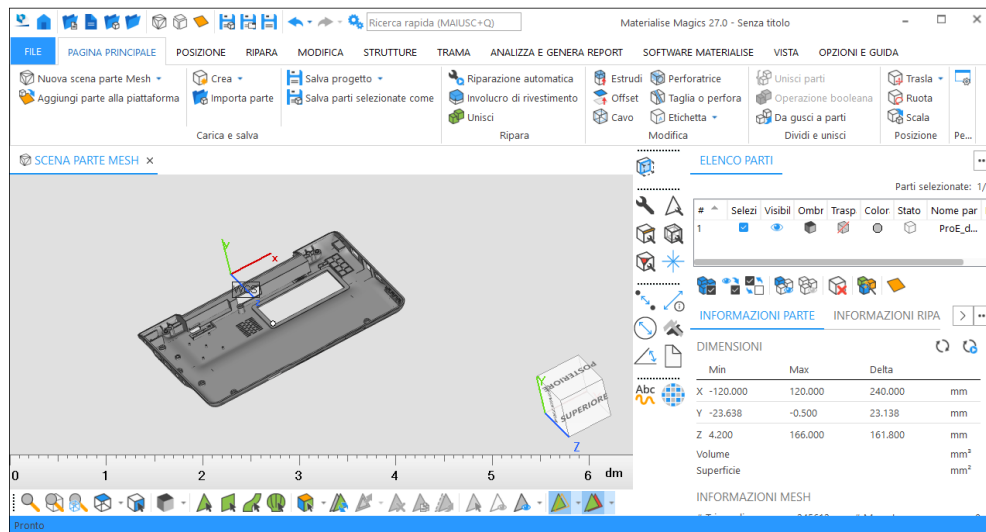 Ricerca rapida (MAIUSC+Q)
Materialise Magics 27.0 - Senza titolo
FILE PAGINA PRINCIPALE POSIZIONE RIPARA MODIFICA STRUTTURE TRAMA ANALIZZA E GENERA REPORT SOFTWARE MATERIALISE VISTA OPZIONI E GUIDA
Nuova scena parte Mesh Crea Salva progetto Riparazione automatica Estrudi Perforatrice Unisci parti Trasla
Aggiungi parte alla piattaforma Importa parte Salva parti selezionate come Involucro di rivestimento Offset Taglia o perfora Operazione booleana Ruota
Unisci Cavo Etichetta Da gusci a parti Scala
Carica e salva Ripara Modifica Dividi e unisci Posizione Pe...
SCENA PARTE MESH
ELENCO PARTI
Parti selezionate: 1/
# Selezi Visibil Ombr Trasp Color Stato Nome par
1 ProE_d...
INFORMAZIONI PARTE INFORMAZIONI RIPA
DIMENSIONI
Min Max Delta
X -120.000 120.000 240.000 mm
Y -23.638 -0.500 23.138 mm
Z 4.200 166.000 161.800 mm
Volume mm³
Superficie mm²
INFORMAZIONI MESH
Y
X
Z
POSTERIORE
SUPERIORE
Y
Z
0 1 2 3 4 5 6 dm
Abc
Pronto